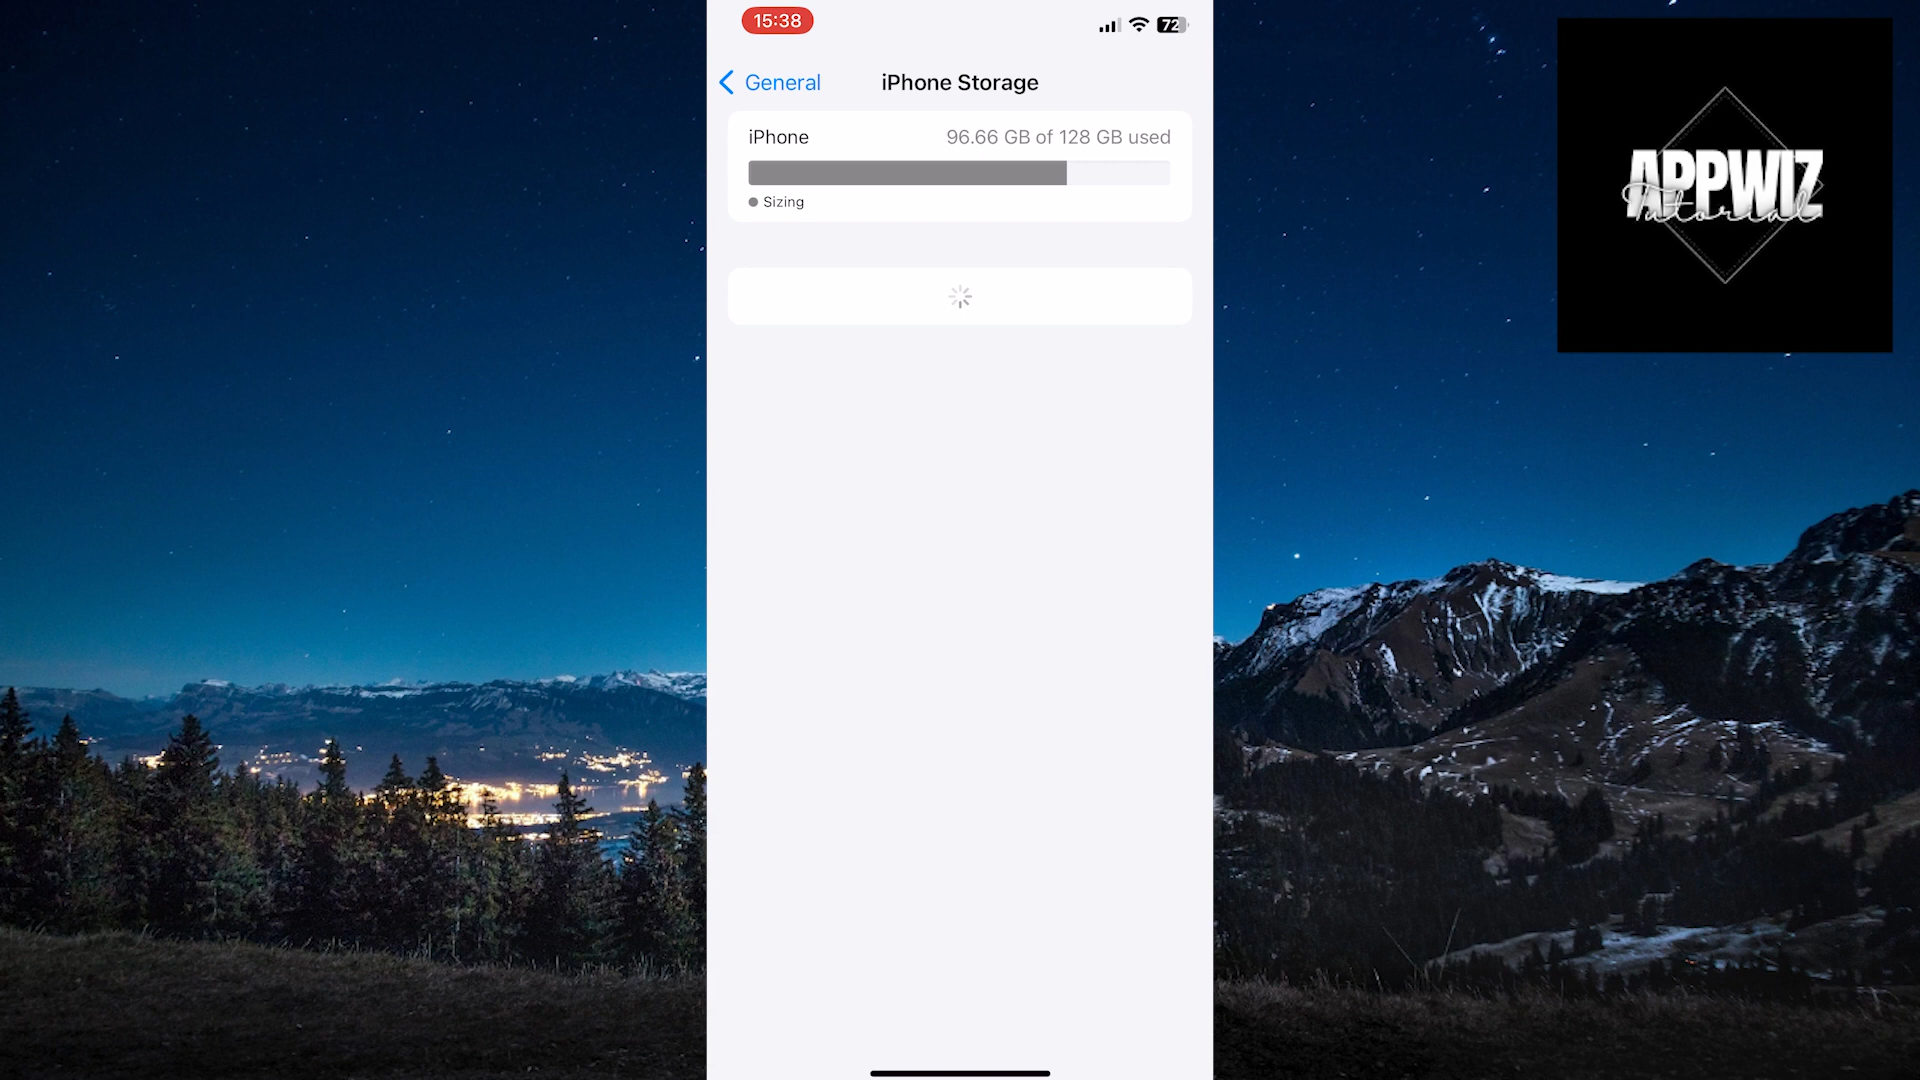 15:38
72
General
iPhone Storage
iPhone
96.66 GB of 128 GB used
Sizing
APPWIZ
Tutorial